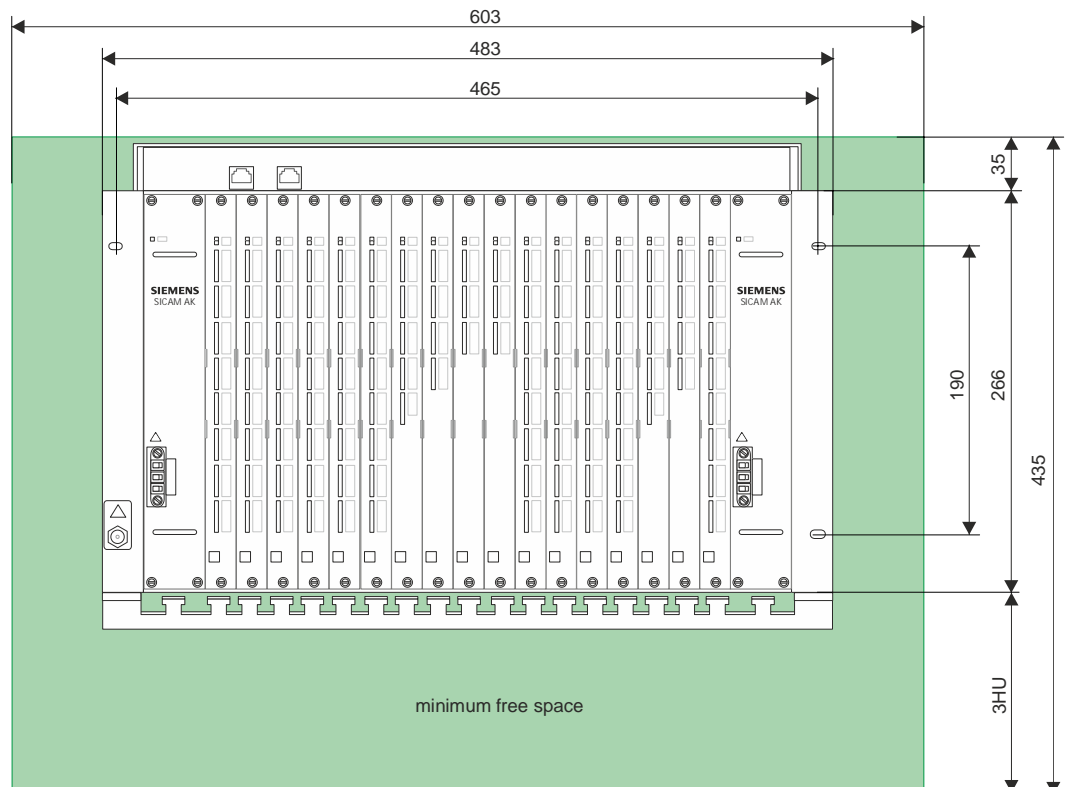 603
483
465
35
SIEMENS
SICAM AK
SIEMENS
SICAM AK
190
266
435
3HU
minimum free space